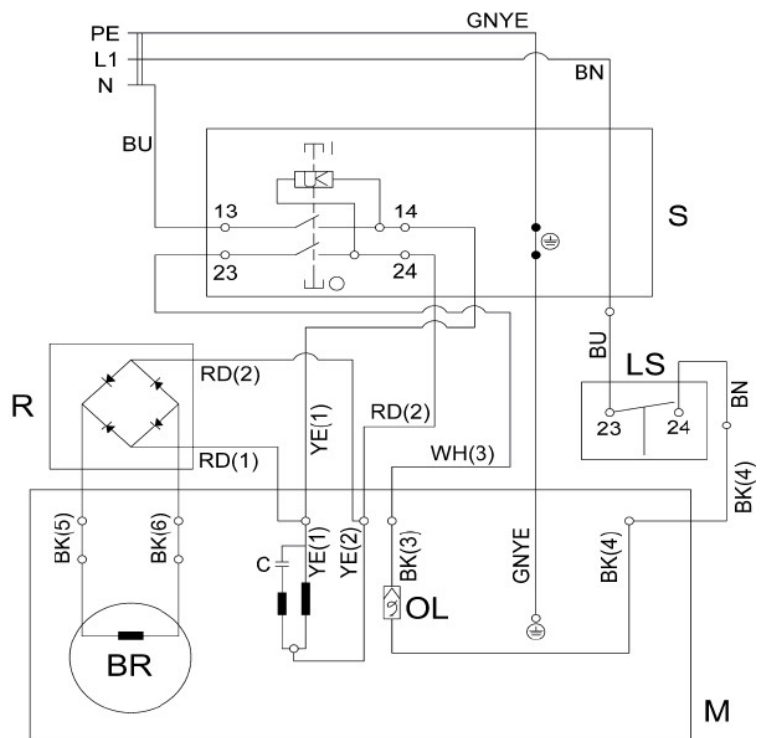 PE
GNYE
L1
BN
N
BU
I
U<
13
14
S
23
24
O
BU
LS
BN
R
RD(2)
23
24
YE(1)
RD(2)
RD(1)
WH(3)
BK(4)
BK(5)
BK(6)
C
YE(1)
YE(2)
BK(3)
OL
GNYE
BK(4)
BR
M